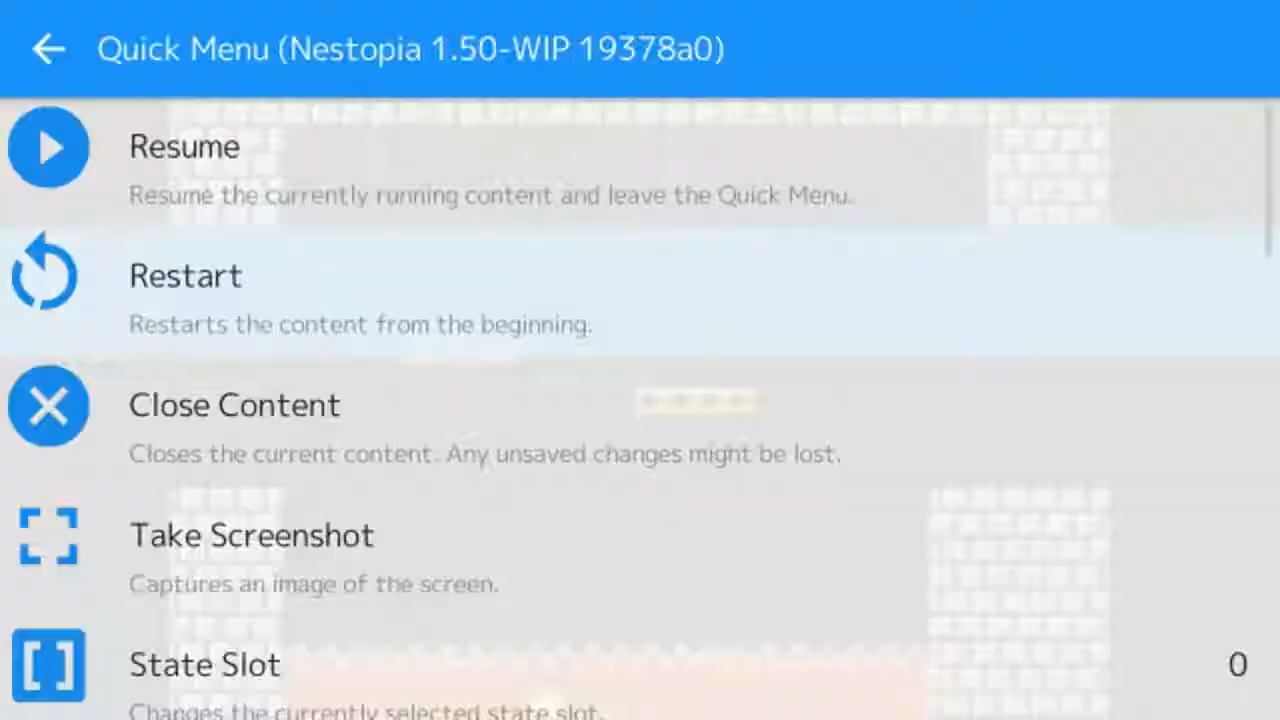 Quick Menu (Nestopia 1.50-WIP 19378a0)
Resume
Resume the currently running content and leave the Quick Menu.
Restart
Restarts the content from the beginning.
Close Content
Closes the current content. Any unsaved changes might be lost.
Take Screenshot
Captures an image of the screen.
State Slot 0
Changes the currently selected state slot.